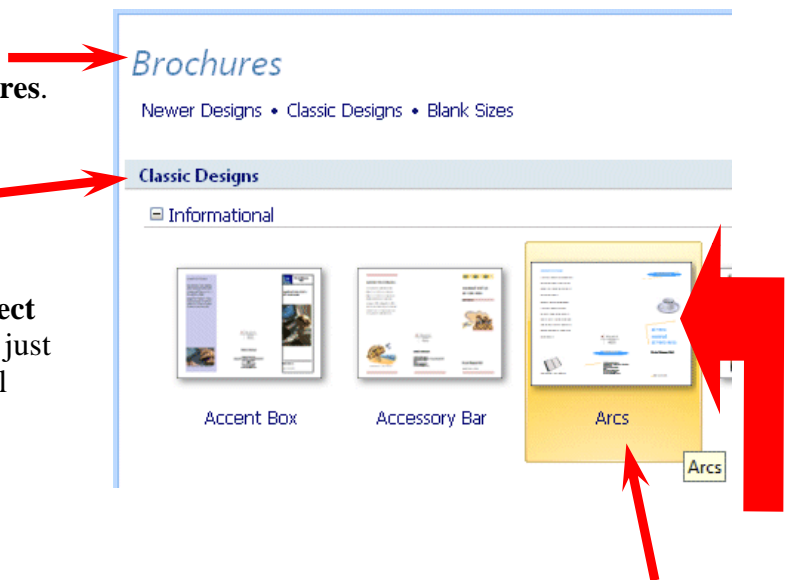 Brochures
res.
Newer Designs • Classic Designs • Blank Sizes
Classic Designs
Informational
ect
just
l
Accent Box
Accessory Bar
Arcs
Arcs